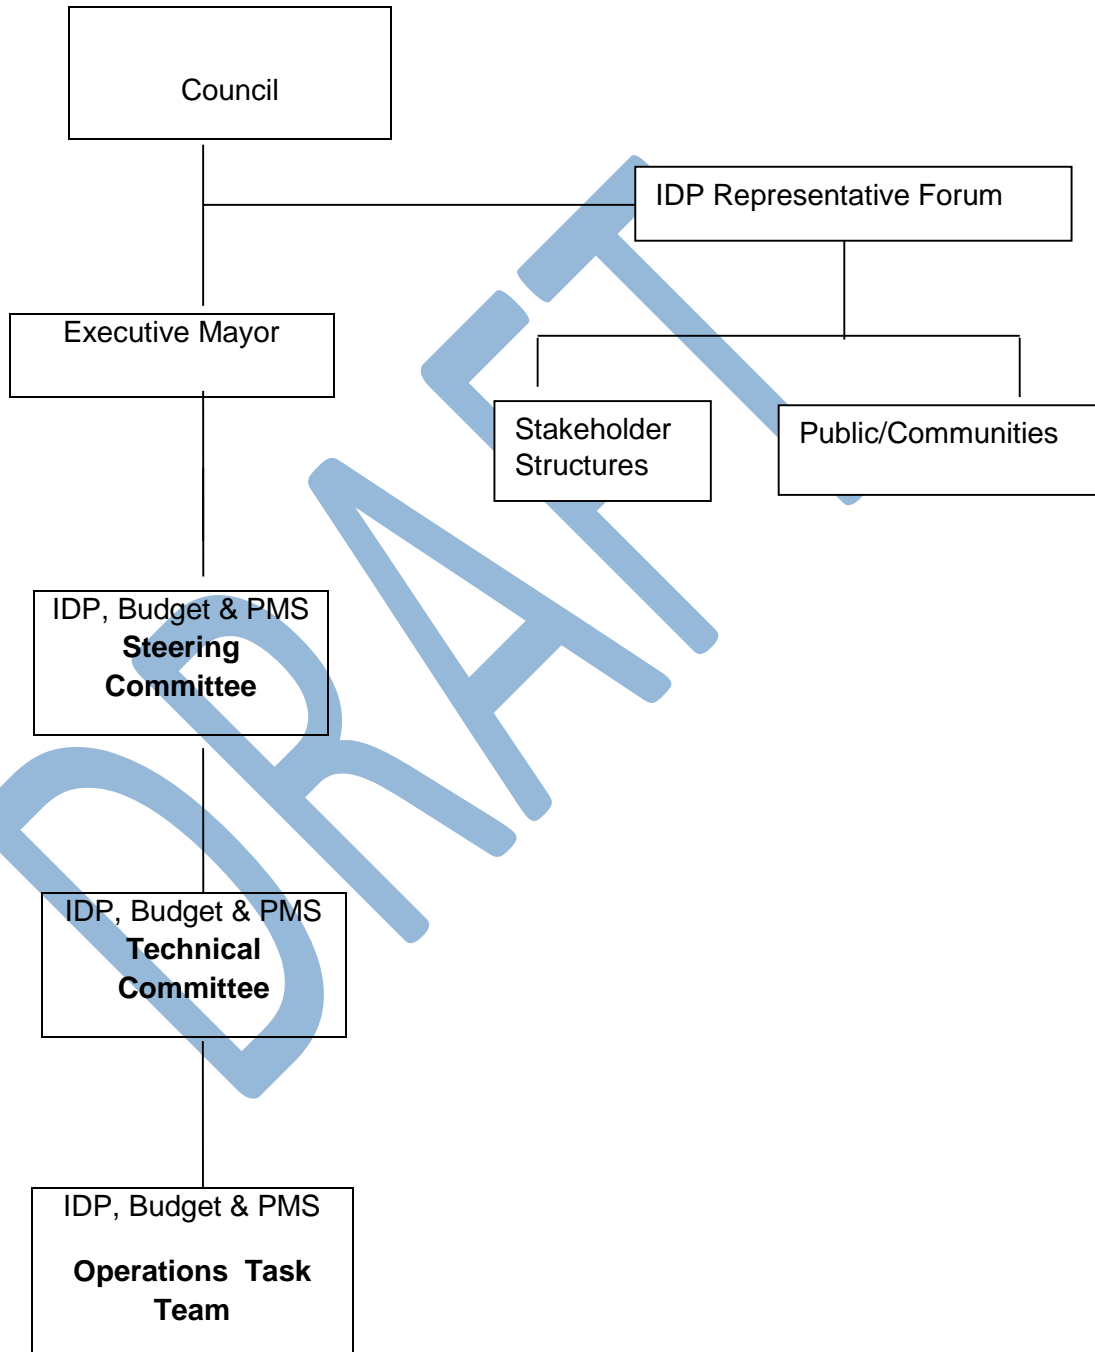 Council
IDP Representative Forum
Executive Mayor
Stakeholder
Structures
Public/Communities
IDP, Budget & PMS
Steering
Committee
IDP, Budget & PMS
Technical
Committee
IDP, Budget & PMS
Operations Task
Team
DRAFT